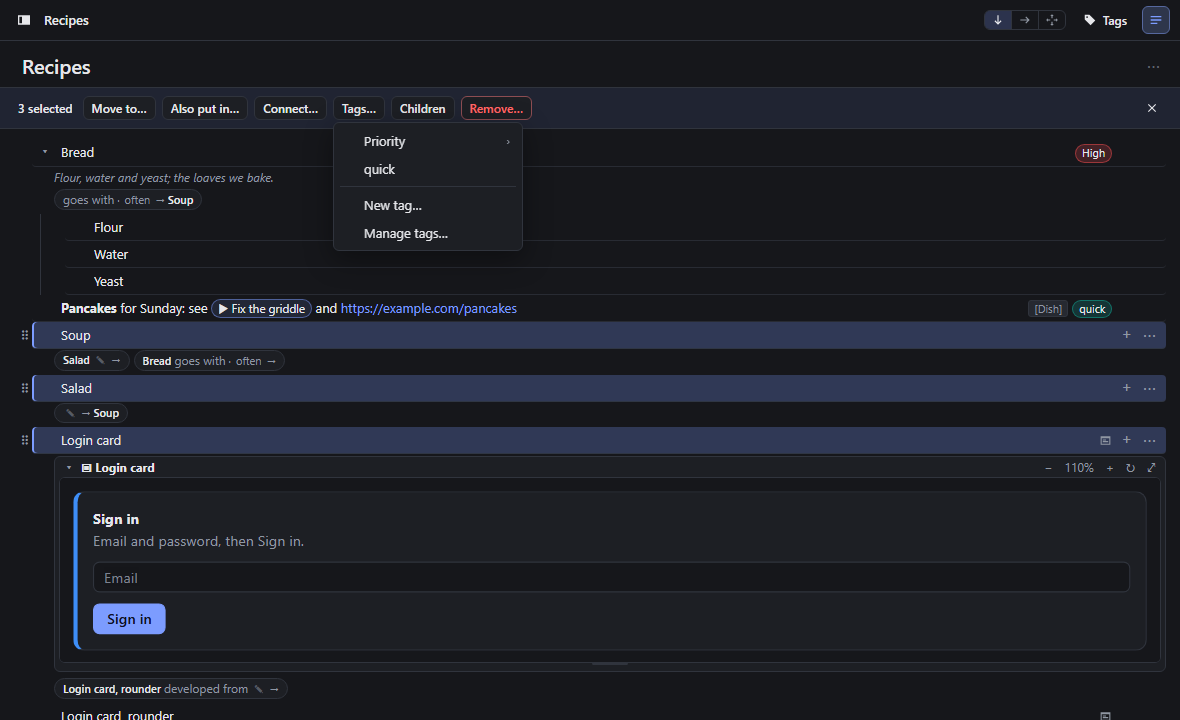 Recipes
Tags
Recipes
3 selected Move to... Also put in... Connect... Tags... Children Remove...
Priority
quick
New tag...
Manage tags...
Bread High
Flour, water and yeast; the loaves we bake.
goes with · often → Soup
Flour
Water
Yeast
Pancakes for Sunday: see ▶ Fix the griddle and https://example.com/pancakes [Dish] quick
Soup
Salad → Bread goes with · often →
Salad
→ Soup
Login card
Login card − 110% +
Sign in
Email and password, then Sign in.
Email
Sign in
Login card, rounder developed from →
Login card, rounder